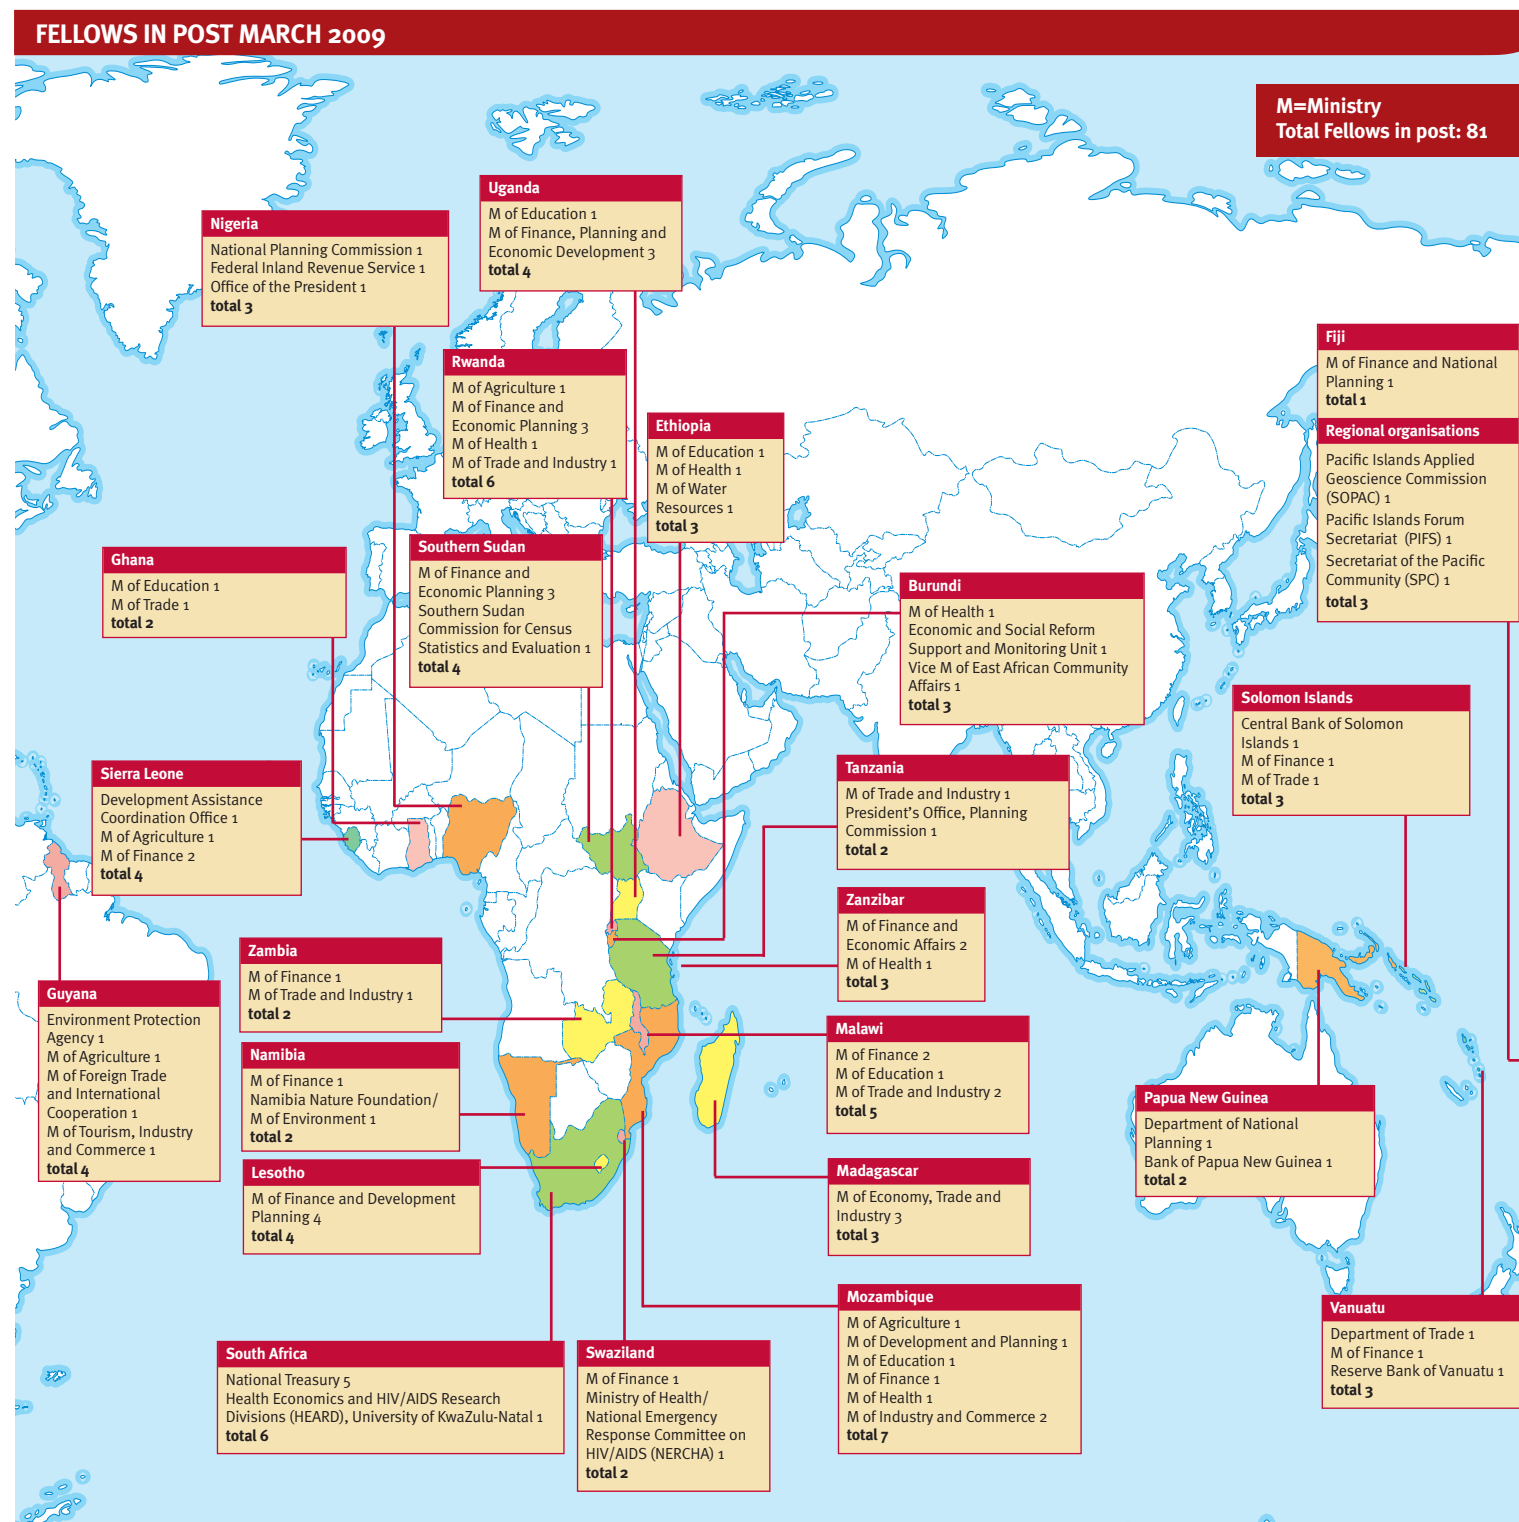 FELLOWS IN POST MARCH 2009
M=Ministry
Total Fellows in post: 81
Uganda
M of Education 1
M of Finance, Planning and
Economic Development 3
total 4
Nigeria
National Planning Commission 1
Federal Inland Revenue Service 1
Office of the President 1
total 3
Fiji
M of Finance and National
Planning 1
total 1
Regional organisations
Pacific Islands Applied
Geoscience Commission
(SOPAC) 1
Pacific Islands Forum
Secretariat (PIFS) 1
Secretariat of the Pacific
Community (SPC) 1
total 3
Rwanda
M of Agriculture 1
M of Finance and
Economic Planning 3
M of Health 1
M of Trade and Industry 1
total 6
Ethiopia
M of Education 1
M of Health 1
M of Water
Resources 1
total 3
Southern Sudan
M of Finance and
Economic Planning 3
Southern Sudan
Commission for Census
Statistics and Evaluation 1
total 4
Ghana
M of Education 1
M of Trade 1
total 2
Burundi
M of Health 1
Economic and Social Reform
Support and Monitoring Unit 1
Vice M of East African Community
Affairs 1
total 3
Solomon Islands
Central Bank of Solomon
Islands 1
M of Finance 1
M of Trade 1
total 3
Tanzania
M of Trade and Industry 1
President's Office, Planning
Commission 1
total 2
Sierra Leone
Development Assistance
Coordination Office 1
M of Agriculture 1
M of Finance 2
total 4
Zanzibar
M of Finance and
Economic Affairs 2
M of Health 1
total 3
Zambia
M of Finance 1
M of Trade and Industry 1
total 2
Guyana
Environment Protection
Agency 1
M of Agriculture 1
M of Foreign Trade
and International
Cooperation 1
M of Tourism, Industry
and Commerce 1
total 4
Malawi
M of Finance 2
M of Education 1
M of Trade and Industry 2
total 5
Namibia
M of Finance 1
Namibia Nature Foundation/
M of Environment 1
total 2
Papua New Guinea
Department of National
Planning 1
Bank of Papua New Guinea 1
total 2
Lesotho
M of Finance and Development
Planning 4
total 4
Madagascar
M of Economy, Trade and
Industry 3
total 3
Mozambique
M of Agriculture 1
M of Development and Planning 1
M of Education 1
M of Finance 1
M of Health 1
M of Industry and Commerce 2
total 7
Vanuatu
Department of Trade 1
M of Finance 1
Reserve Bank of Vanuatu 1
total 3
South Africa
National Treasury 5
Health Economics and HIV/AIDS Research
Divisions (HEARD), University of KwaZulu-Natal 1
total 6
Swaziland
M of Finance 1
Ministry of Health/
National Emergency
Response Committee on
HIV/AIDS (NERCHA) 1
total 2